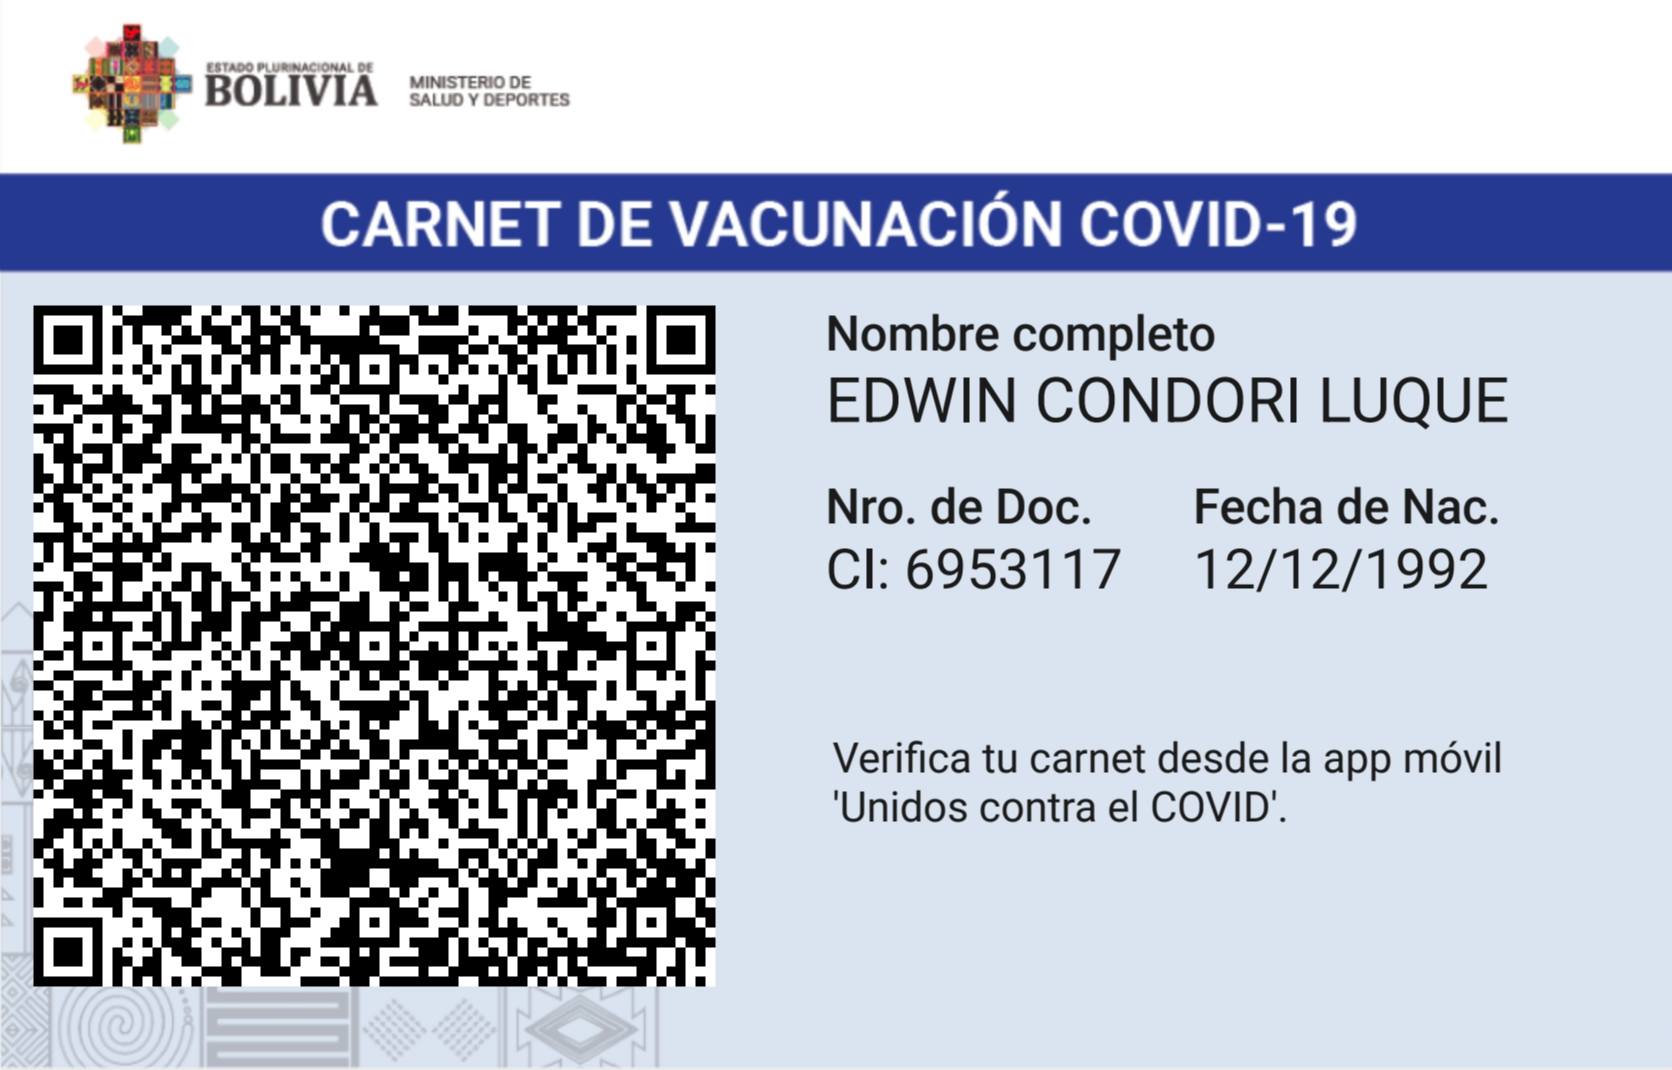 ESTADO PLURINACIONAL DE
BOLIVIA
MINISTERIO DE
SALUD Y DEPORTES
CARNET DE VACUNACIÓN COVID-19
Nombre completo
EDWIN CONDORI LUQUE
Nro. de Doc. Fecha de Nac.
CI: 6953117 12/12/1992
Verifica tu carnet desde la app móvil
'Unidos contra el COVID'.